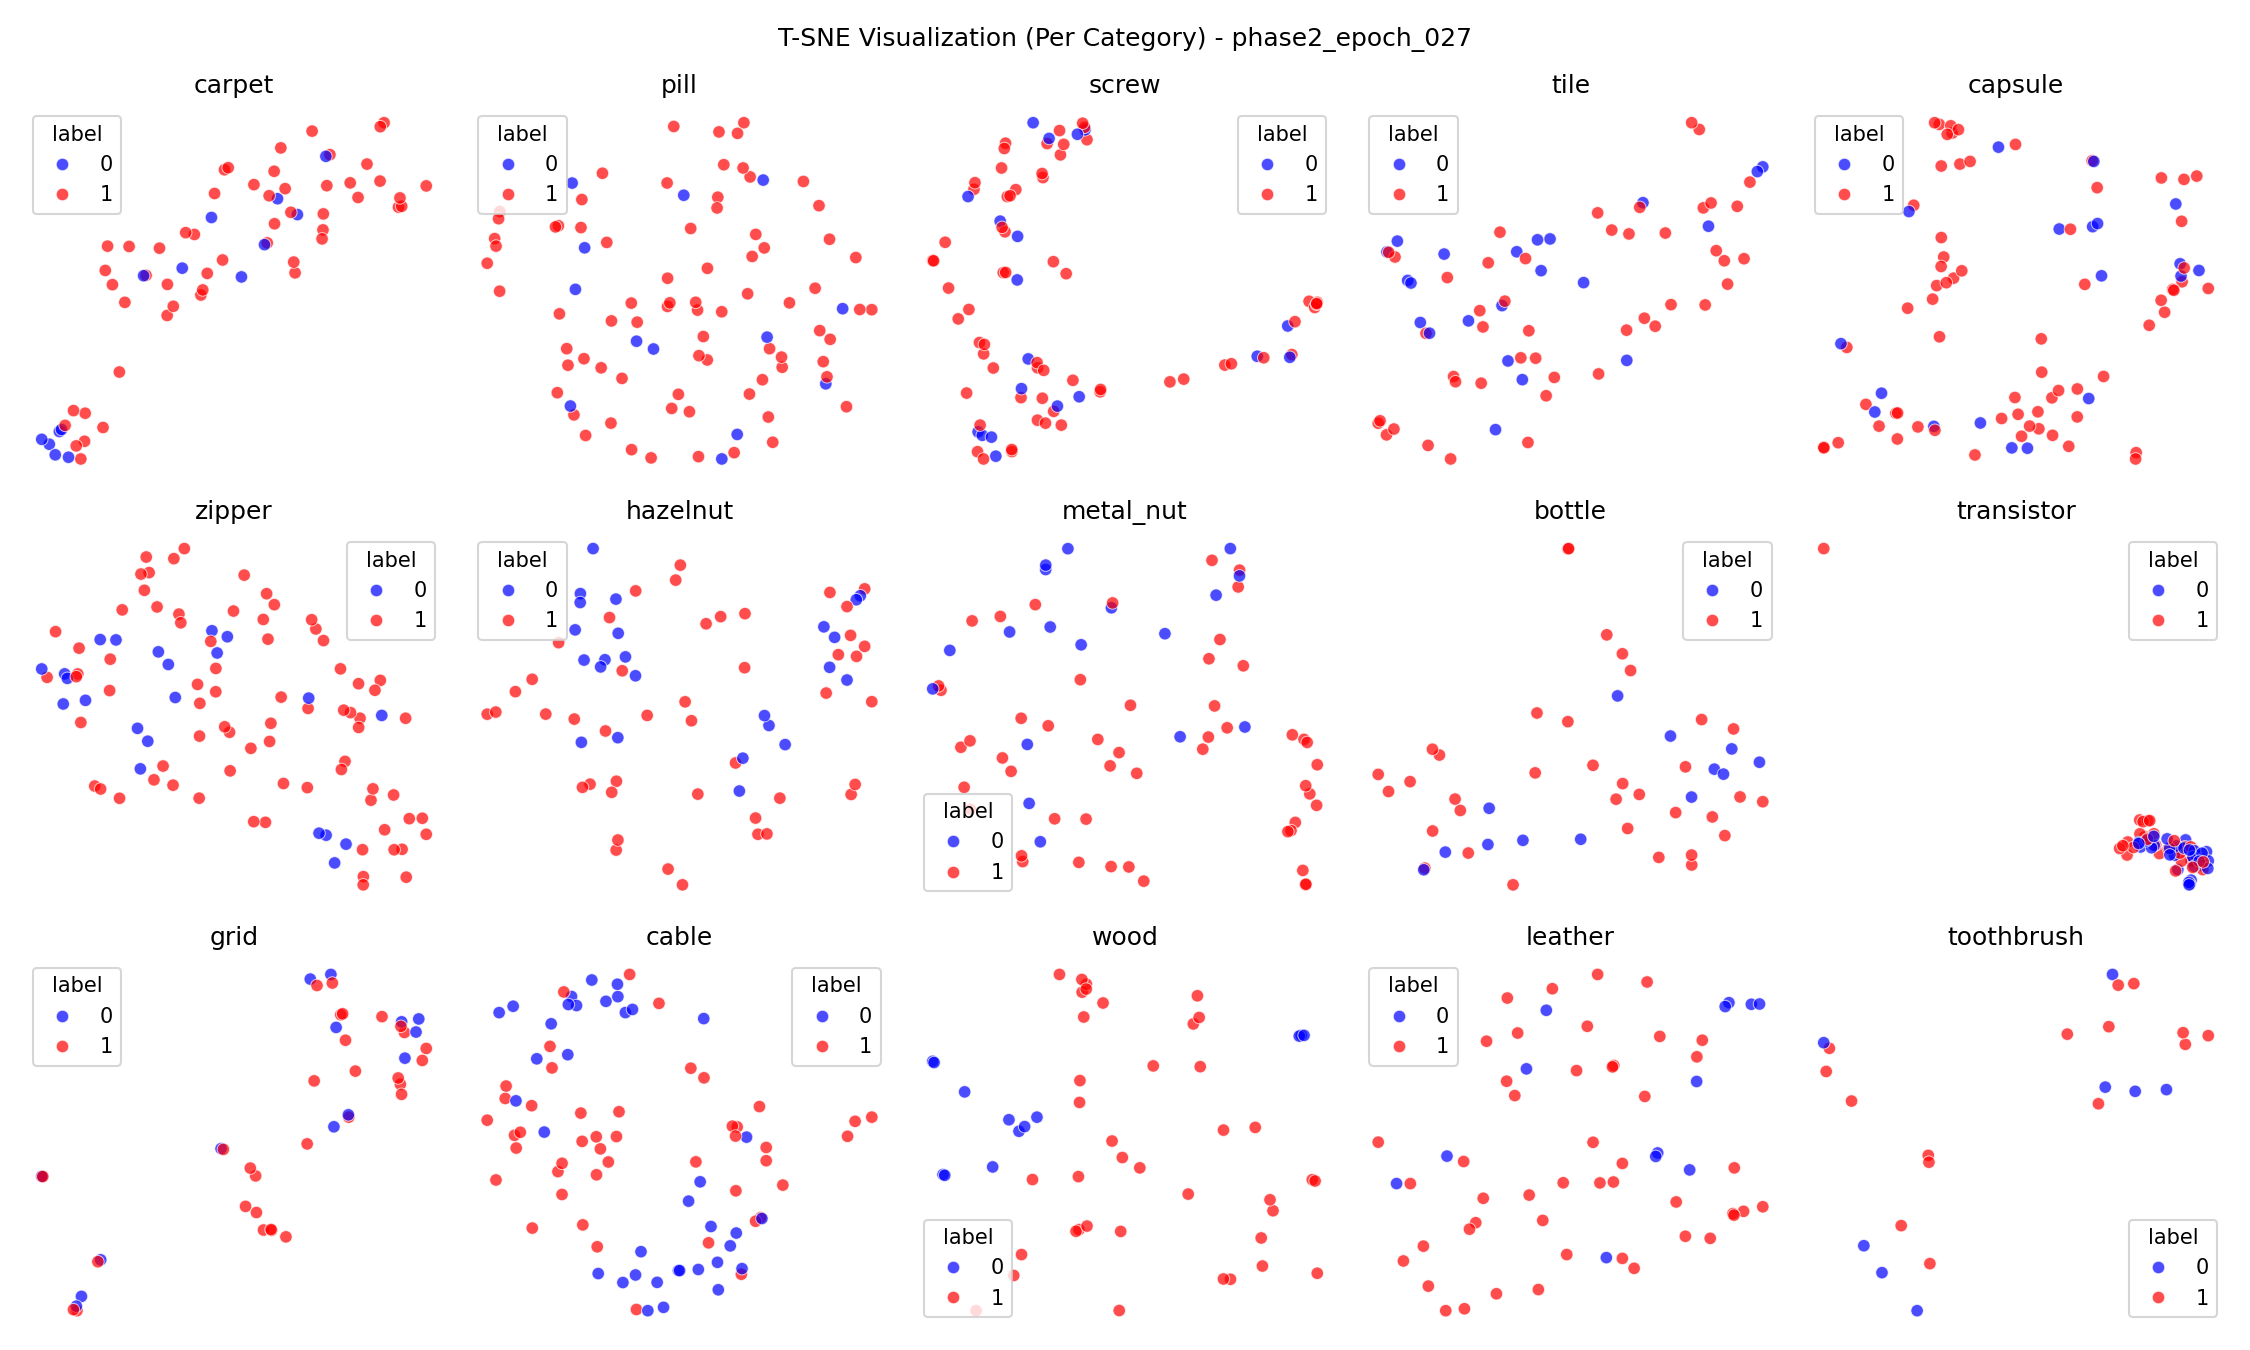 T-SNE Visualization (Per Category) - phase2_epoch_027
carpet
label
0
1
pill
label
0
1
screw
label
0
1
tile
label
0
1
capsule
label
0
1
zipper
label
0
1
hazelnut
label
0
1
metal_nut
label
0
1
bottle
label
0
1
transistor
label
0
1
grid
label
0
1
cable
label
0
1
wood
label
0
1
leather
label
0
1
toothbrush
label
0
1